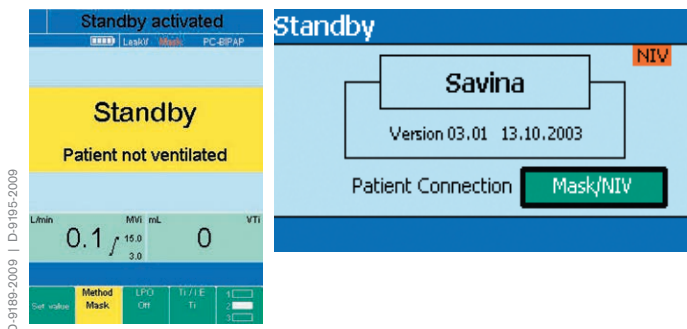 Standby activated
Leak// Mask PC-BIPAP
Standby
Patient not ventilated
L/min MVi mL VTi
0.1 / 15.0 0
3.0
Set value Method LPO Ti / I:E 1
Mask Off Ti 2
3
Standby
NIV
Savina
Version 03.01 13.10.2003
Patient Connection Mask/NIV
D-9189-2009 | D-9195-2009